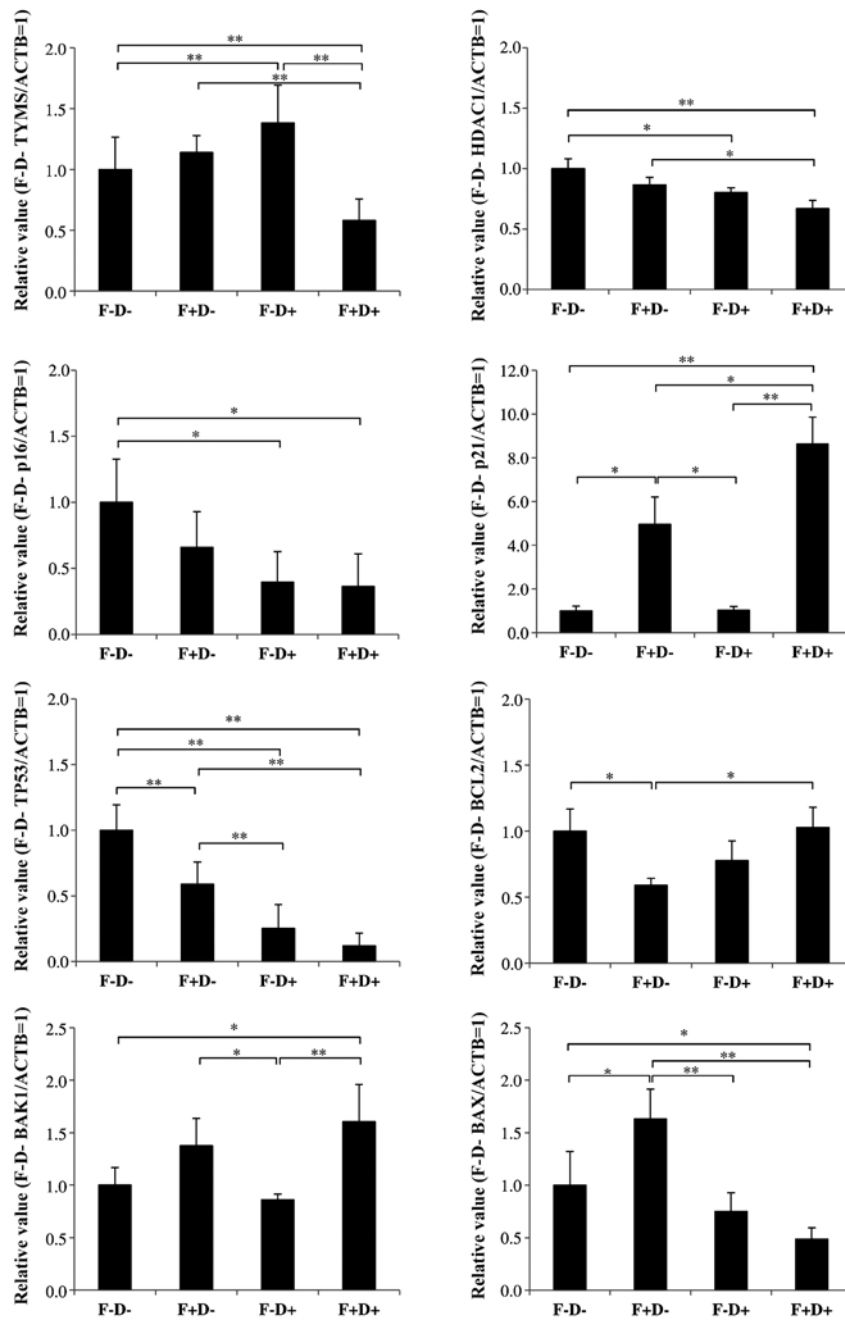 Relative value (F-D- TYMS/ACTB=1)
2.0
1.5
1.0
0.5
0.0
**
**
**
**
F-D-
F+D-
F-D+
F+D+
Relative value (F-D- HDAC1/ACTB=1)
2.0
1.5
1.0
0.5
0.0
**
*
*
F-D-
F+D-
F-D+
F+D+
Relative value (F-D- p16/ACTB=1)
2.0
1.5
1.0
0.5
0.0
*
*
F-D-
F+D-
F-D+
F+D+
Relative value (F-D- p21/ACTB=1)
12.0
10.0
8.0
6.0
4.0
2.0
0.0
**
*
**
*
*
F-D-
F+D-
F-D+
F+D+
Relative value (F-D- TP53/ACTB=1)
2.0
1.5
1.0
0.5
0.0
**
**
**
**
**
F-D-
F+D-
F-D+
F+D+
Relative value (F-D- BCL2/ACTB=1)
2.0
1.5
1.0
0.5
0.0
*
*
F-D-
F+D-
F-D+
F+D+
Relative value (F-D- BAK1/ACTB=1)
2.5
2.0
1.5
1.0
0.5
0.0
*
*
**
F-D-
F+D-
F-D+
F+D+
Relative value (F-D- BAX/ACTB=1)
2.5
2.0
1.5
1.0
0.5
0.0
*
**
*
**
F-D-
F+D-
F-D+
F+D+